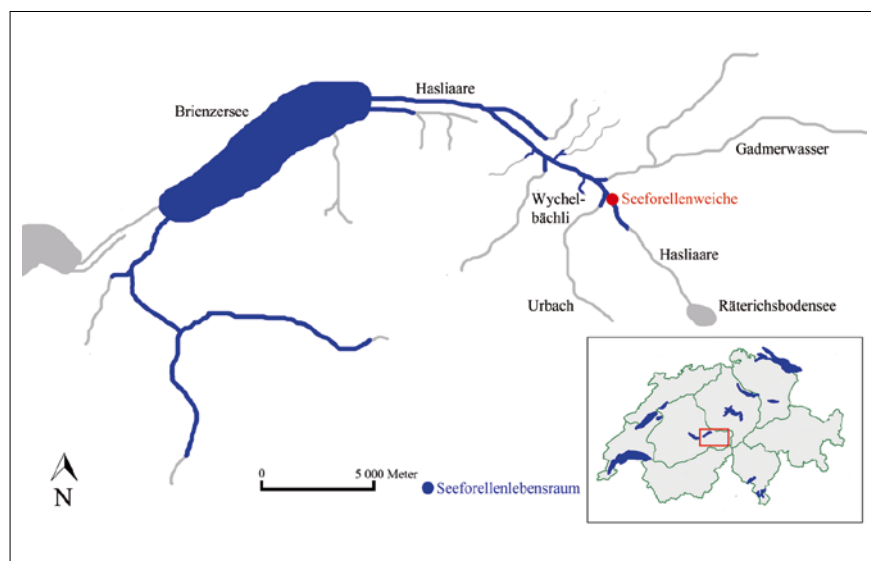 Hasliaare
Brienzersee
Gadmerwasser
Wychel-
bächli
Seeforellenweiche
Hasliaare
Urbach
Räterichsbodensee
N
0
5 000 Meter
Seeforellenlebensraum